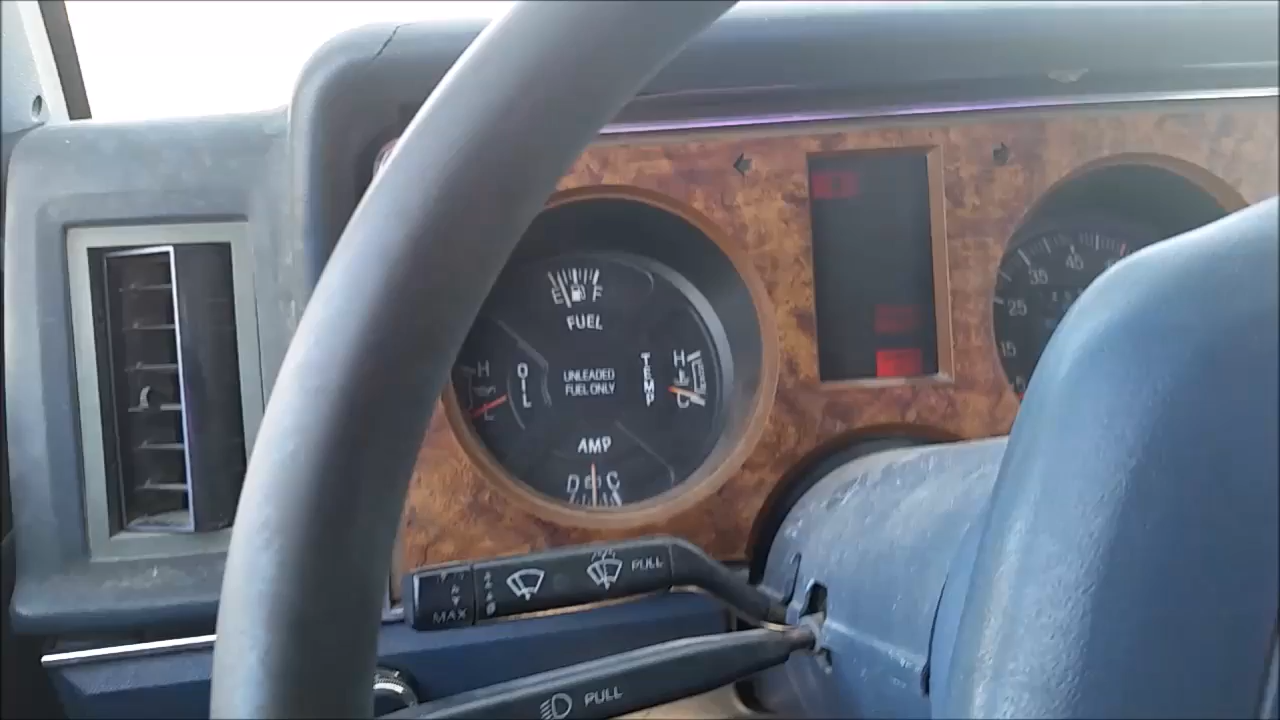 E F
FUEL
H
OIL
L
UNLEADED
FUEL ONLY
TEMP
H
C
AMP
D C
45
35
25
15
MAX
PULL
PULL